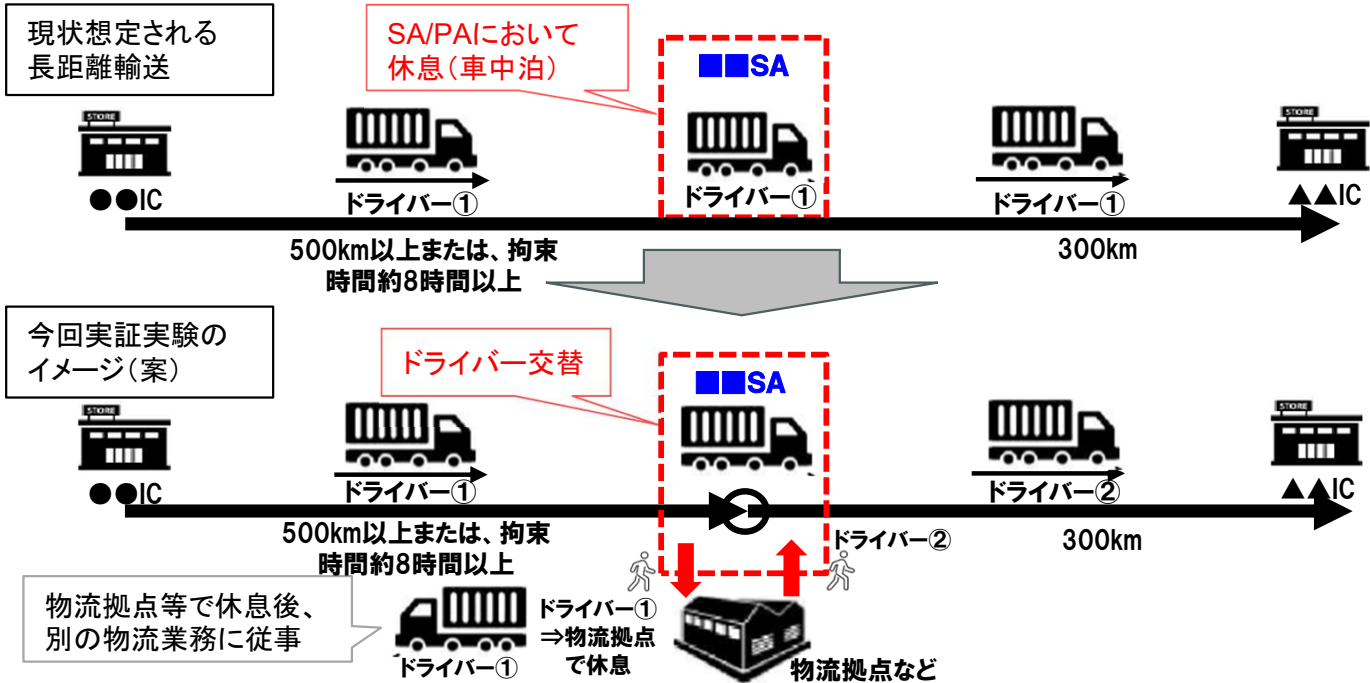 現状想定される
長距離輸送
SA/PAにおいて
休息（車中泊）
■■SA
STORE
STORE
●●IC
ドライバー①
ドライバー①
ドライバー①
▲▲IC
500km以上または、拘束
時間約8時間以上
300km
今回実証実験の
イメージ（案）
ドライバー交替
■■SA
STORE
STORE
●●IC
ドライバー①
ドライバー②
▲▲IC
500km以上または、拘束
時間約8時間以上
ドライバー②
300km
物流拠点等で休息後、
別の物流業務に従事
ドライバー①
ドライバー①
⇒物流拠点
で休息
物流拠点など